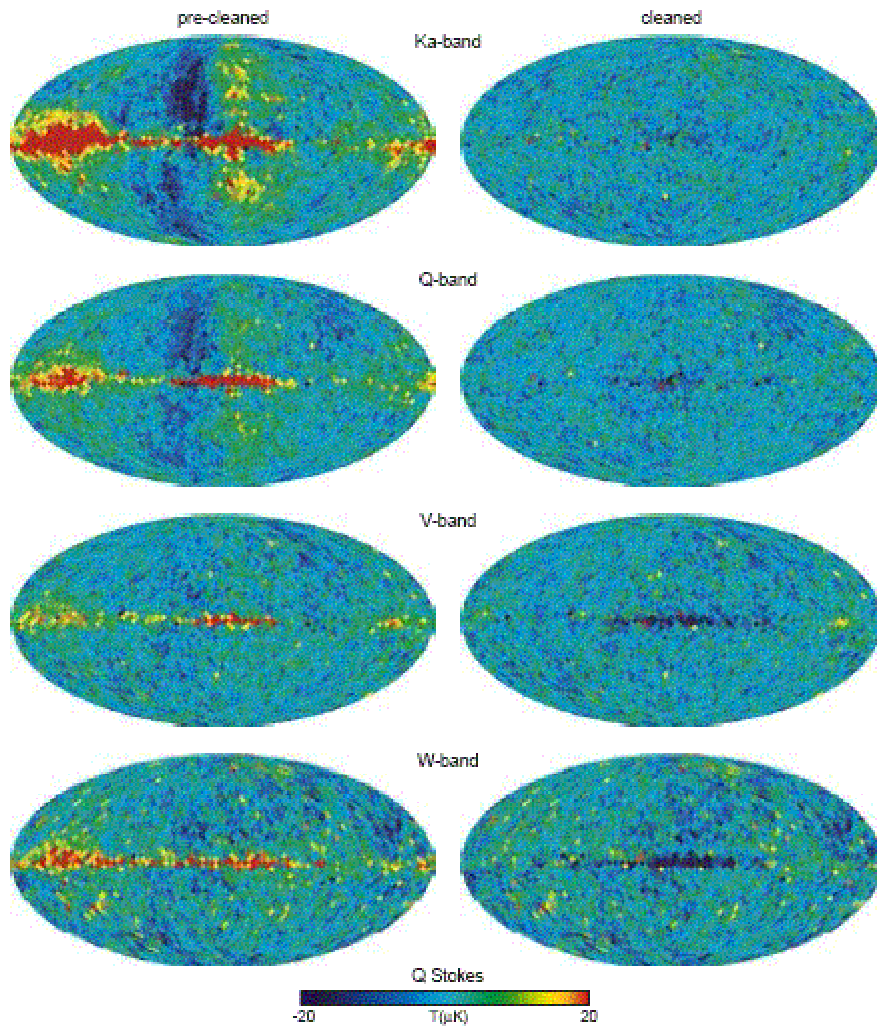 pre-cleaned
cleaned
Ka-band
Q-band
V-band
W-band
Q Stokes
-20
T(μK)
20